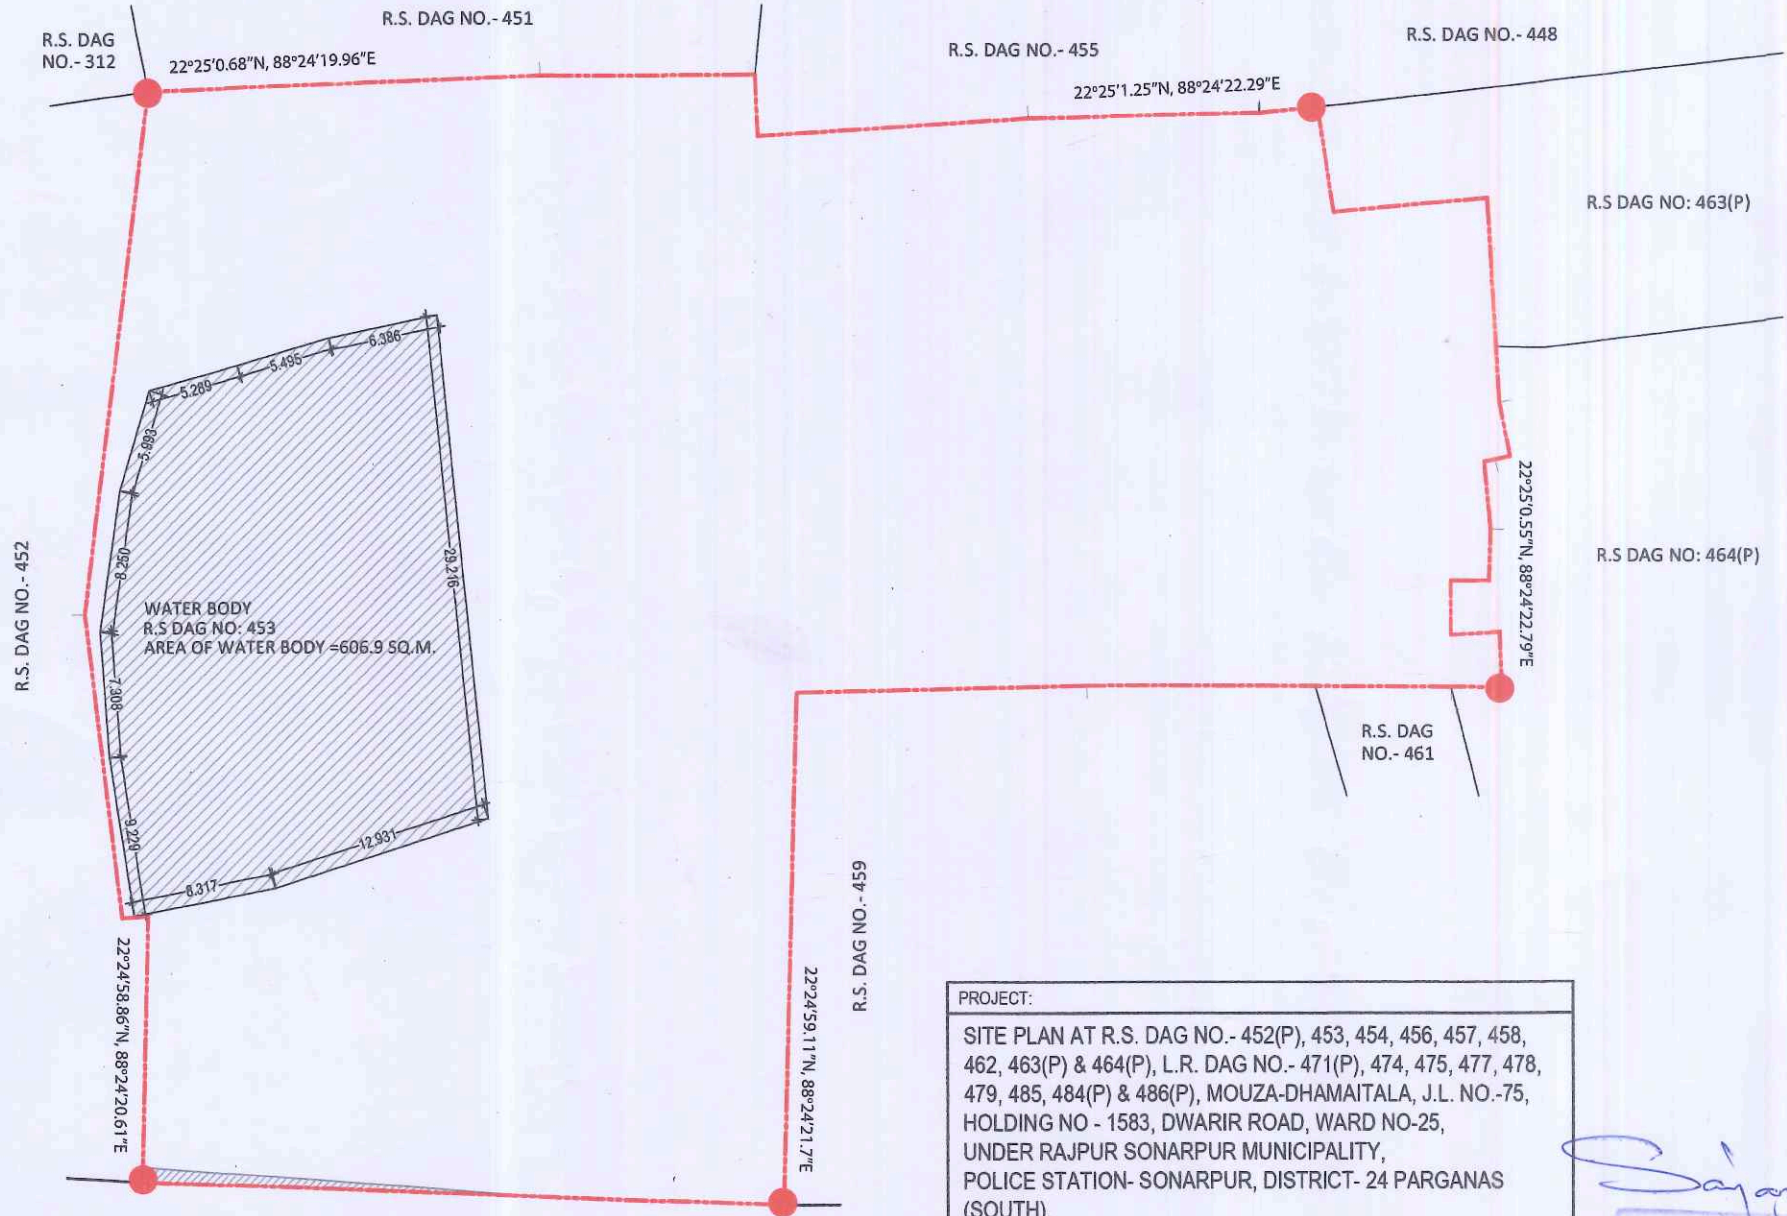 R.S. DAG NO.- 451
R.S. DAG
NO.- 312
22°25'0.68"N, 88°24'19.96"E
R.S. DAG NO.- 455
R.S. DAG NO.- 448
22°25'1.25"N, 88°24'22.29"E
R.S DAG NO: 463(P)
6.386
5.495
5.289
5.993
8.250
29.216
22°25'0.55"N, 88°24'22.79"E
R.S DAG NO: 464(P)
R.S. DAG NO.- 452
WATER BODY
R.S DAG NO: 453
AREA OF WATER BODY =606.9 SQ.M.
7.308
R.S. DAG
NO.- 461
9.229
12.931
8.317
R.S. DAG NO.- 459
22°24'58.86"N, 88°24'20.61"E
22°24'59.11"N, 88°24'21.7"E
PROJECT:
SITE PLAN AT R.S. DAG NO.- 452(P), 453, 454, 456, 457, 458,
462, 463(P) & 464(P), L.R. DAG NO.- 471(P), 474, 475, 477, 478,
479, 485, 484(P) & 486(P), MOUZA-DHAMAITALA, J.L. NO.-75,
HOLDING NO - 1583, DWARIR ROAD, WARD NO-25,
UNDER RAJPUR SONARPUR MUNICIPALITY,
POLICE STATION- SONARPUR, DISTRICT- 24 PARGANAS
(SOUTH)